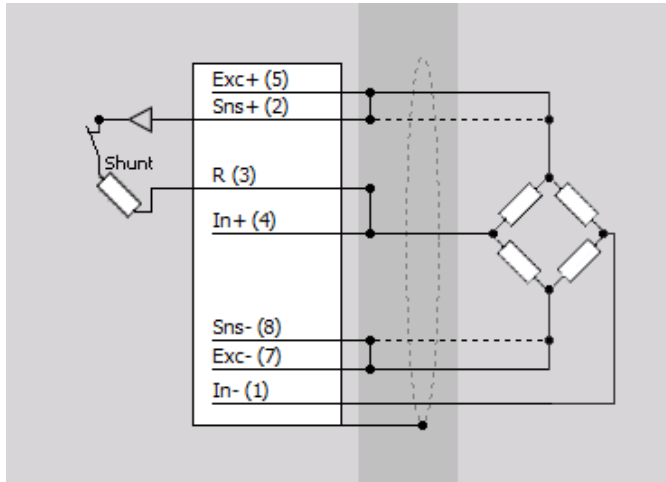 Exc+ (5)
Sns+ (2)
Shunt
R (3)
In+ (4)
Sns- (8)
Exc- (7)
In- (1)